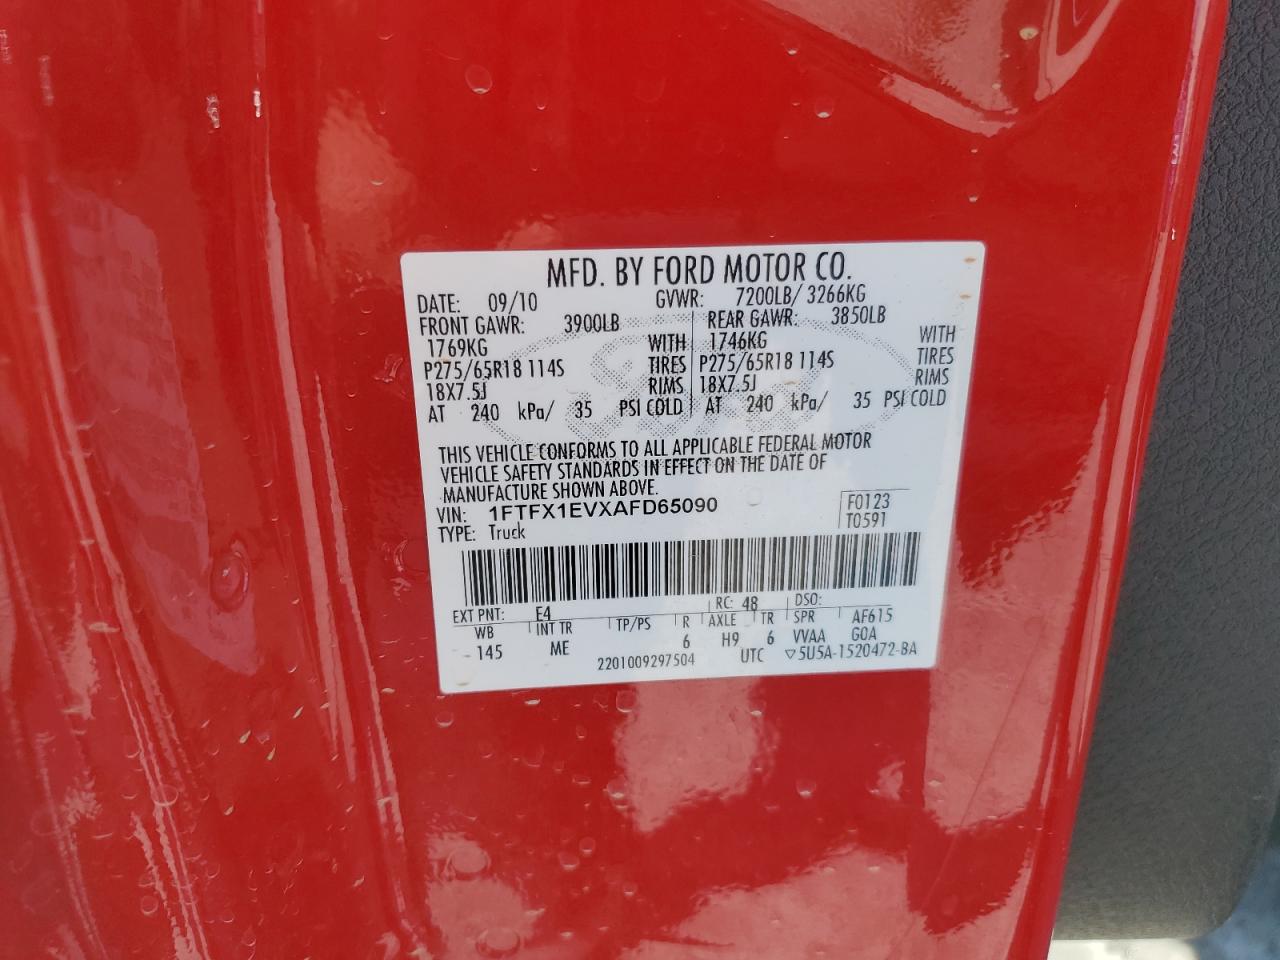 MFD. BY FORD MOTOR CO.
DATE: 09/10 GVWR: 7200LB/ 3266KG
FRONT GAWR: 3900LB REAR GAWR: 3850LB
1769KG WITH 1746KG WITH
P275/65R18 114S TIRES P275/65R18 114S TIRES
18X7.5J RIMS 18X7.5J RIMS
AT 240 kPa/ 35 PSI COLD AT 240 kPa/ 35 PSI COLD
THIS VEHICLE CONFORMS TO ALL APPLICABLE FEDERAL MOTOR
VEHICLE SAFETY STANDARDS IN EFFECT ON THE DATE OF
MANUFACTURE SHOWN ABOVE.
VIN: 1FTFX1EVXAFD65090 F0123
TYPE: Truck T0591
EXT PNT: E4 RC: 48 DSO:
WB INT TR TP/PS R AXLE TR SPR AF615
145 ME 6 H9 6 VVAA GOA
2201009297504 UTC ▽5U5A-1520472-BA